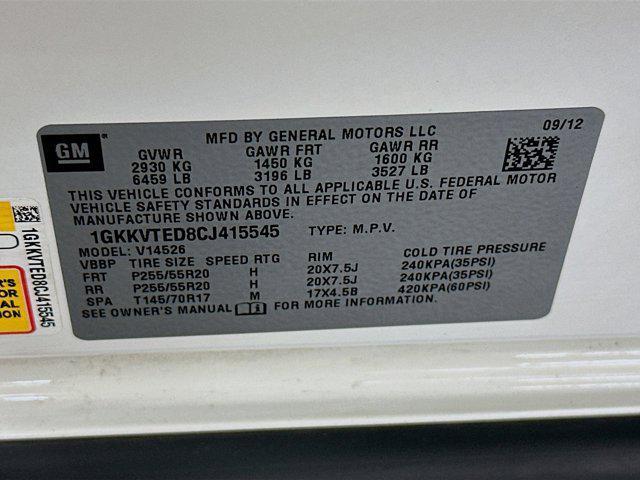 GM
MFD BY GENERAL MOTORS LLC
09/12
GVWR GAWR FRT GAWR RR
2930 KG 1450 KG 1600 KG
6459 LB 3196 LB 3527 LB
THIS VEHICLE CONFORMS TO ALL APPLICABLE U.S. FEDERAL MOTOR
VEHICLE SAFETY STANDARDS IN EFFECT ON THE DATE OF
MANUFACTURE SHOWN ABOVE.
1GKKVTED8CJ415545 TYPE: M.P.V.
MODEL: V14526
VBBP TIRE SIZE SPEED RTG RIM COLD TIRE PRESSURE
FRT P255/55R20 H 20X7.5J 240KPA(35PSI)
RR P255/55R20 H 20X7.5J 240KPA(35PSI)
SPA T145/70R17 M 17X4.5B 420KPA(60PSI)
SEE OWNER'S MANUAL FOR MORE INFORMATION.
1GKKVTED8CJ415545